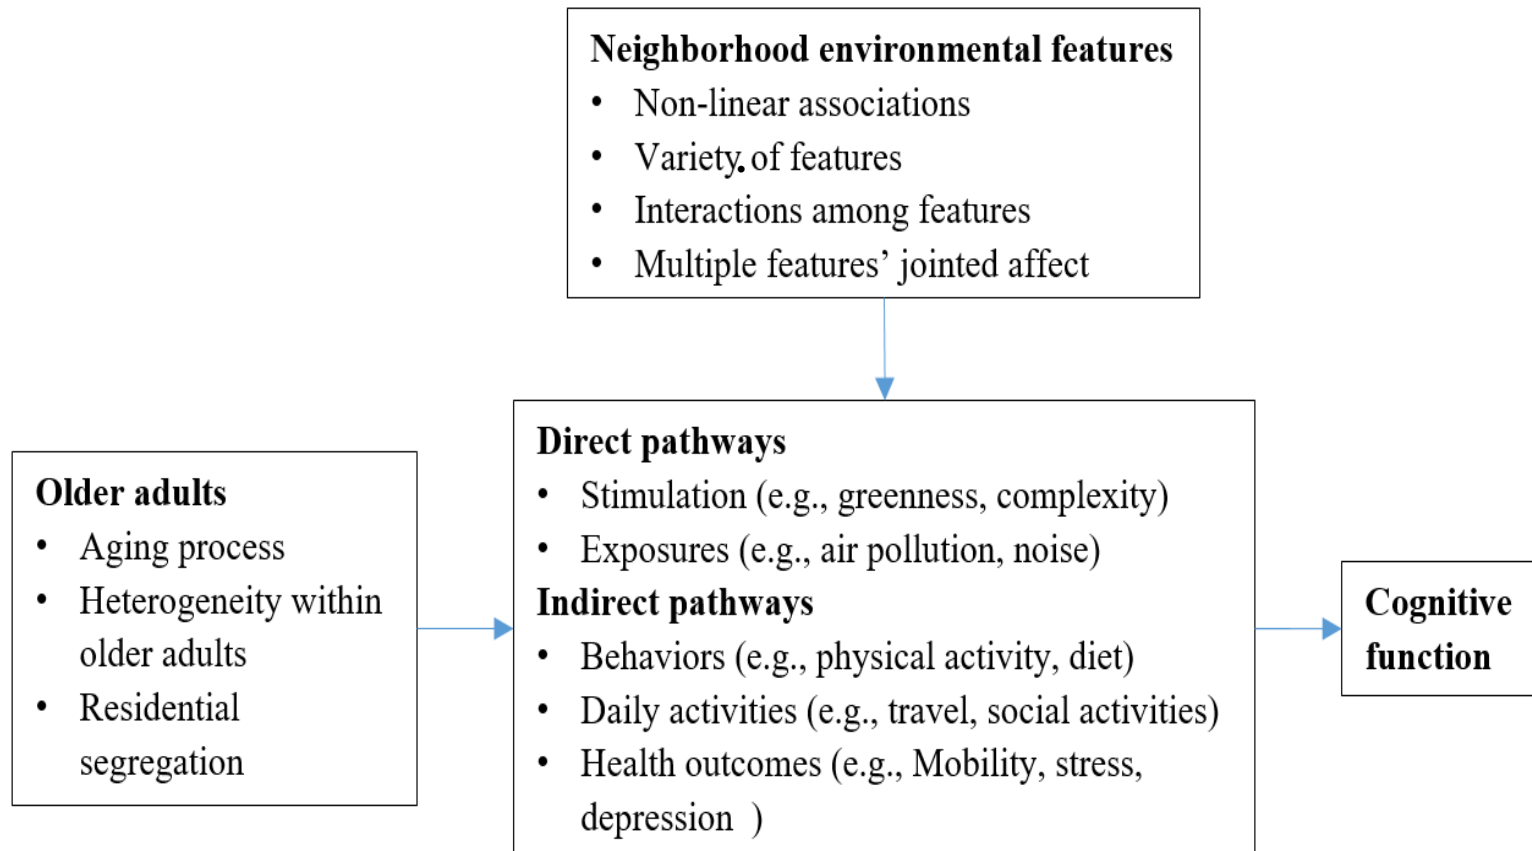 Neighborhood environmental features
• Non-linear associations
• Variety of features
• Interactions among features
• Multiple features’ jointed affect
Older adults
• Aging process
• Heterogeneity within
older adults
• Residential
segregation
Direct pathways
• Stimulation (e.g., greenness, complexity)
• Exposures (e.g., air pollution, noise)
Indirect pathways
• Behaviors (e.g., physical activity, diet)
• Daily activities (e.g., travel, social activities)
• Health outcomes (e.g., Mobility, stress,
depression )
Cognitive
function